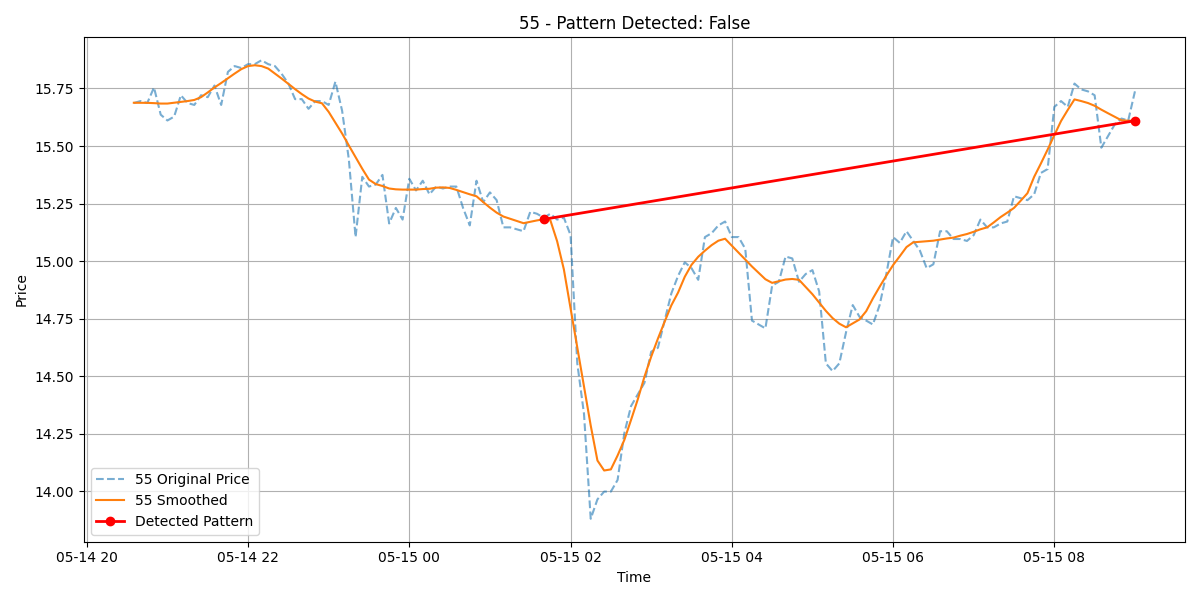 55 - Pattern Detected: False
Price
15.75
15.50
15.25
15.00
14.75
14.50
14.25
14.00
55 Original Price
55 Smoothed
Detected Pattern
05-14 20 05-14 22 05-15 00 05-15 02 05-15 04 05-15 06 05-15 08
Time